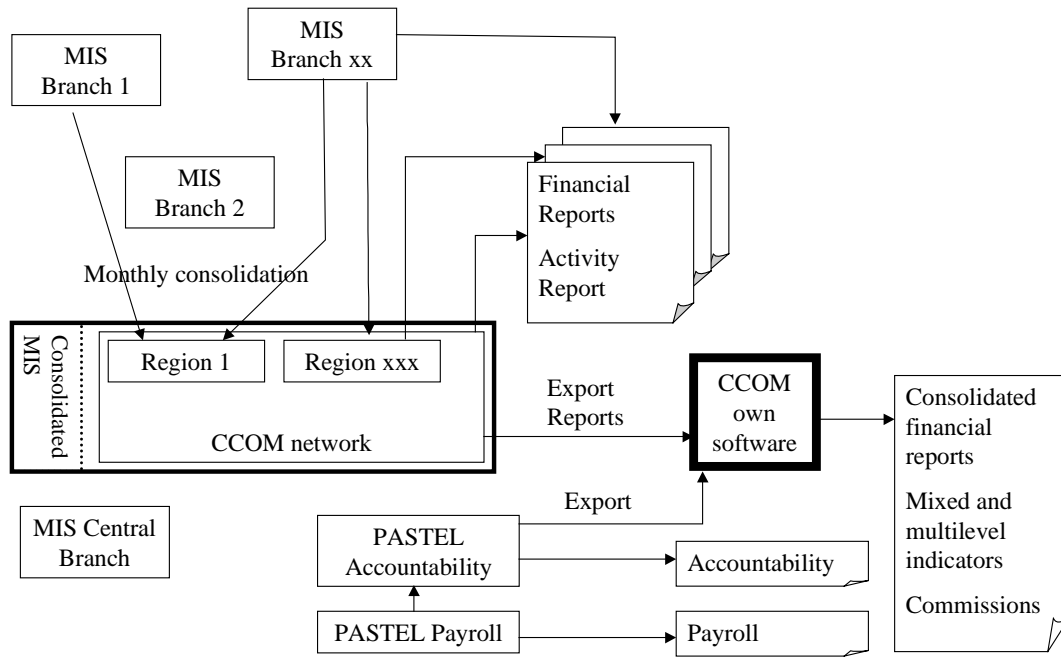 MIS
Branch 1
MIS
Branch xx
MIS
Branch 2
Financial
Reports
Activity
Report
Monthly consolidation
Consolidated
MIS
Region 1
Region xxx
CCOM network
Export
Reports
CCOM
own
software
Consolidated
financial
reports
Mixed and
multilevel
indicators
Commissions
MIS Central
Branch
Export
PASTEL
Accountability
Accountability
PASTEL Payroll
Payroll